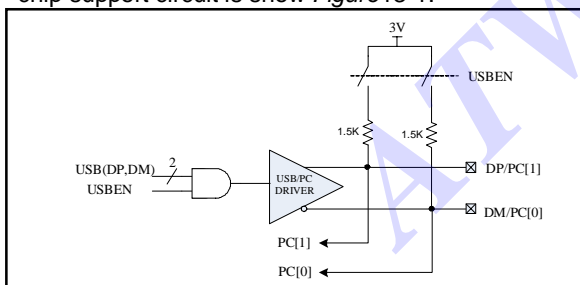 chip support circuit is show Figure18-1.
3V
USBEN
1.5K
1.5K
USB(DP,DM)
2
USBEN
USB/PC
DRIVER
DP/PC[1]
DM/PC[0]
PC[1]
PC[0]